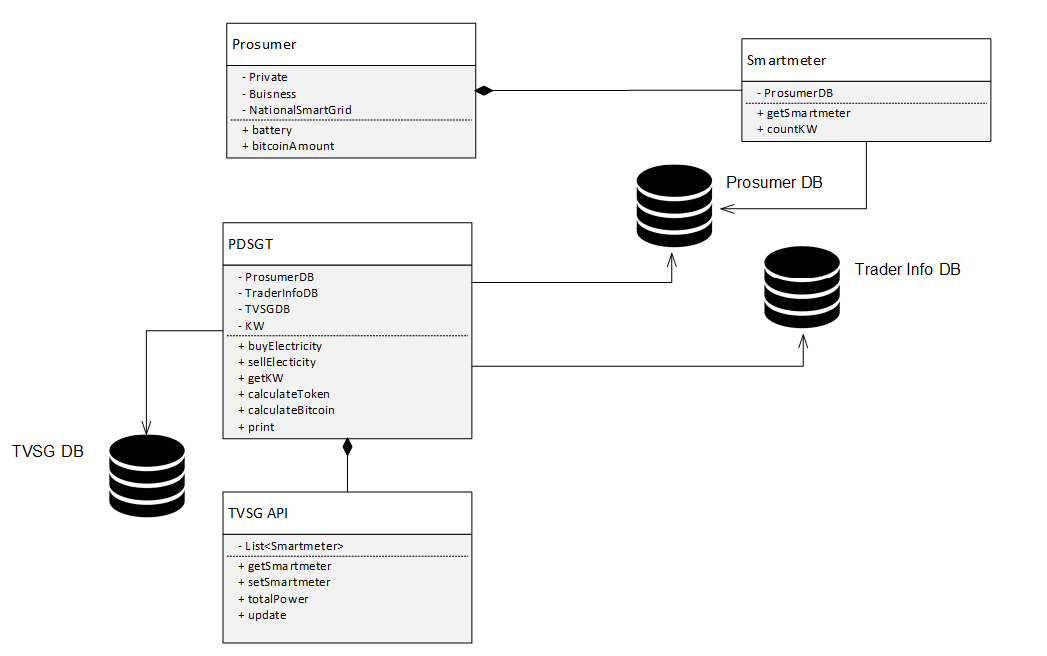 Prosumer
- Private
- Buisness
- NationalSmartGrid
+ battery
+ bitcoinAmount
Smartmeter
- ProsumerDB
+ getSmartmeter
+ countKW
Prosumer DB
Trader Info DB
PDSGT
- ProsumerDB
- TraderInfoDB
- TVSGDB
- KW
+ buyElectricity
+ sellElecticity
+ getKW
+ calculateToken
+ calculateBitcoin
+ print
TVSG DB
TVSG API
- List<Smartmeter>
+ getSmartmeter
+ setSmartmeter
+ totalPower
+ update